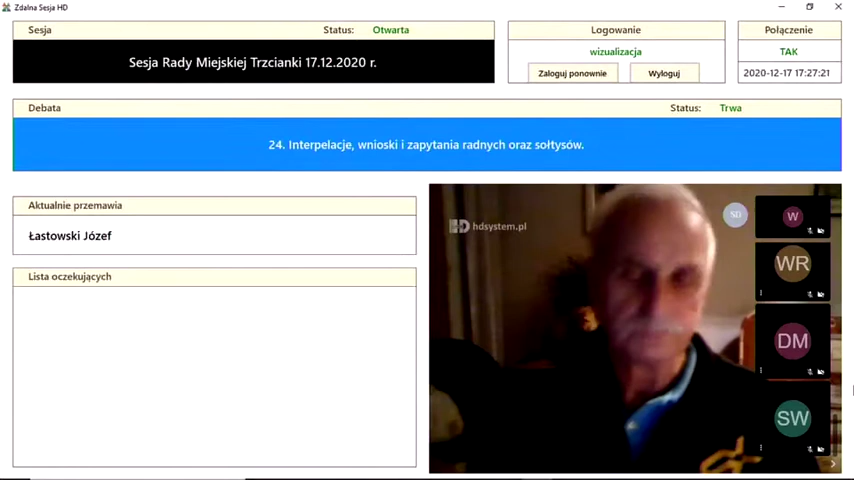 Zdalna Sesja HD
Sesja
Status: Otwarta
Sesja Rady Miejskiej Trzcianki 17.12.2020 r.
Logowanie
wizualizacja
Zaloguj ponownie
Wyloguj
Połączenie
TAK
2020-12-17 17:27:21
Debata
Status: Trwa
24. Interpelacje, wnioski i zapytania radnych oraz sołtysów.
Aktualnie przemawia
Łastowski Józef
Lista oczekujących
HD hdsystem.pl
SD
W
WR
DM
SW